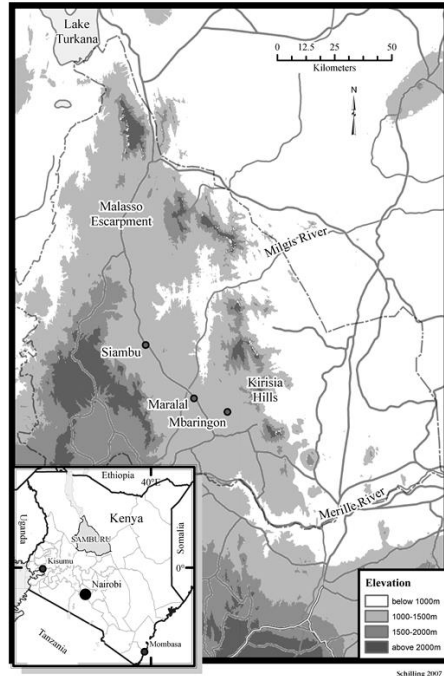 Lake
Turkana
0 12.5 25 50
Kilometers
N
Malasso
Escarpment
Milgis River
Siambu
Kirisia
Hills
Maralal
Mbaringon
Merille River
Ethiopia
40°E
Uganda
Kenya
Somalia
SAMBURU
Kisumu
0°
Nairobi
Tanzania
Mombasa
Elevation
below 1000m
1000-1500m
1500-2000m
above 2000m
Schilling 2007